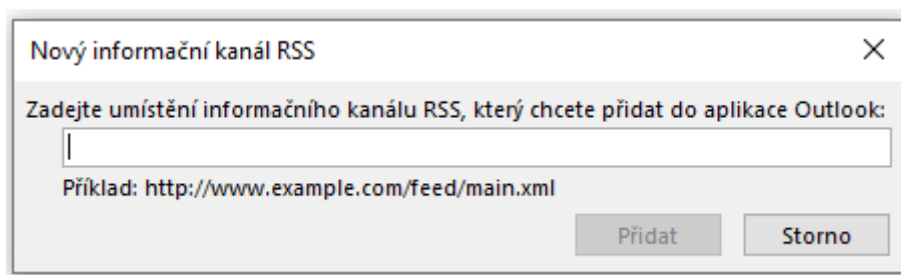 Nový informační kanál RSS
Zadejte umístění informačního kanálu RSS, který chcete přidat do aplikace Outlook:
Příklad: http://www.example.com/feed/main.xml
Přidat Storno